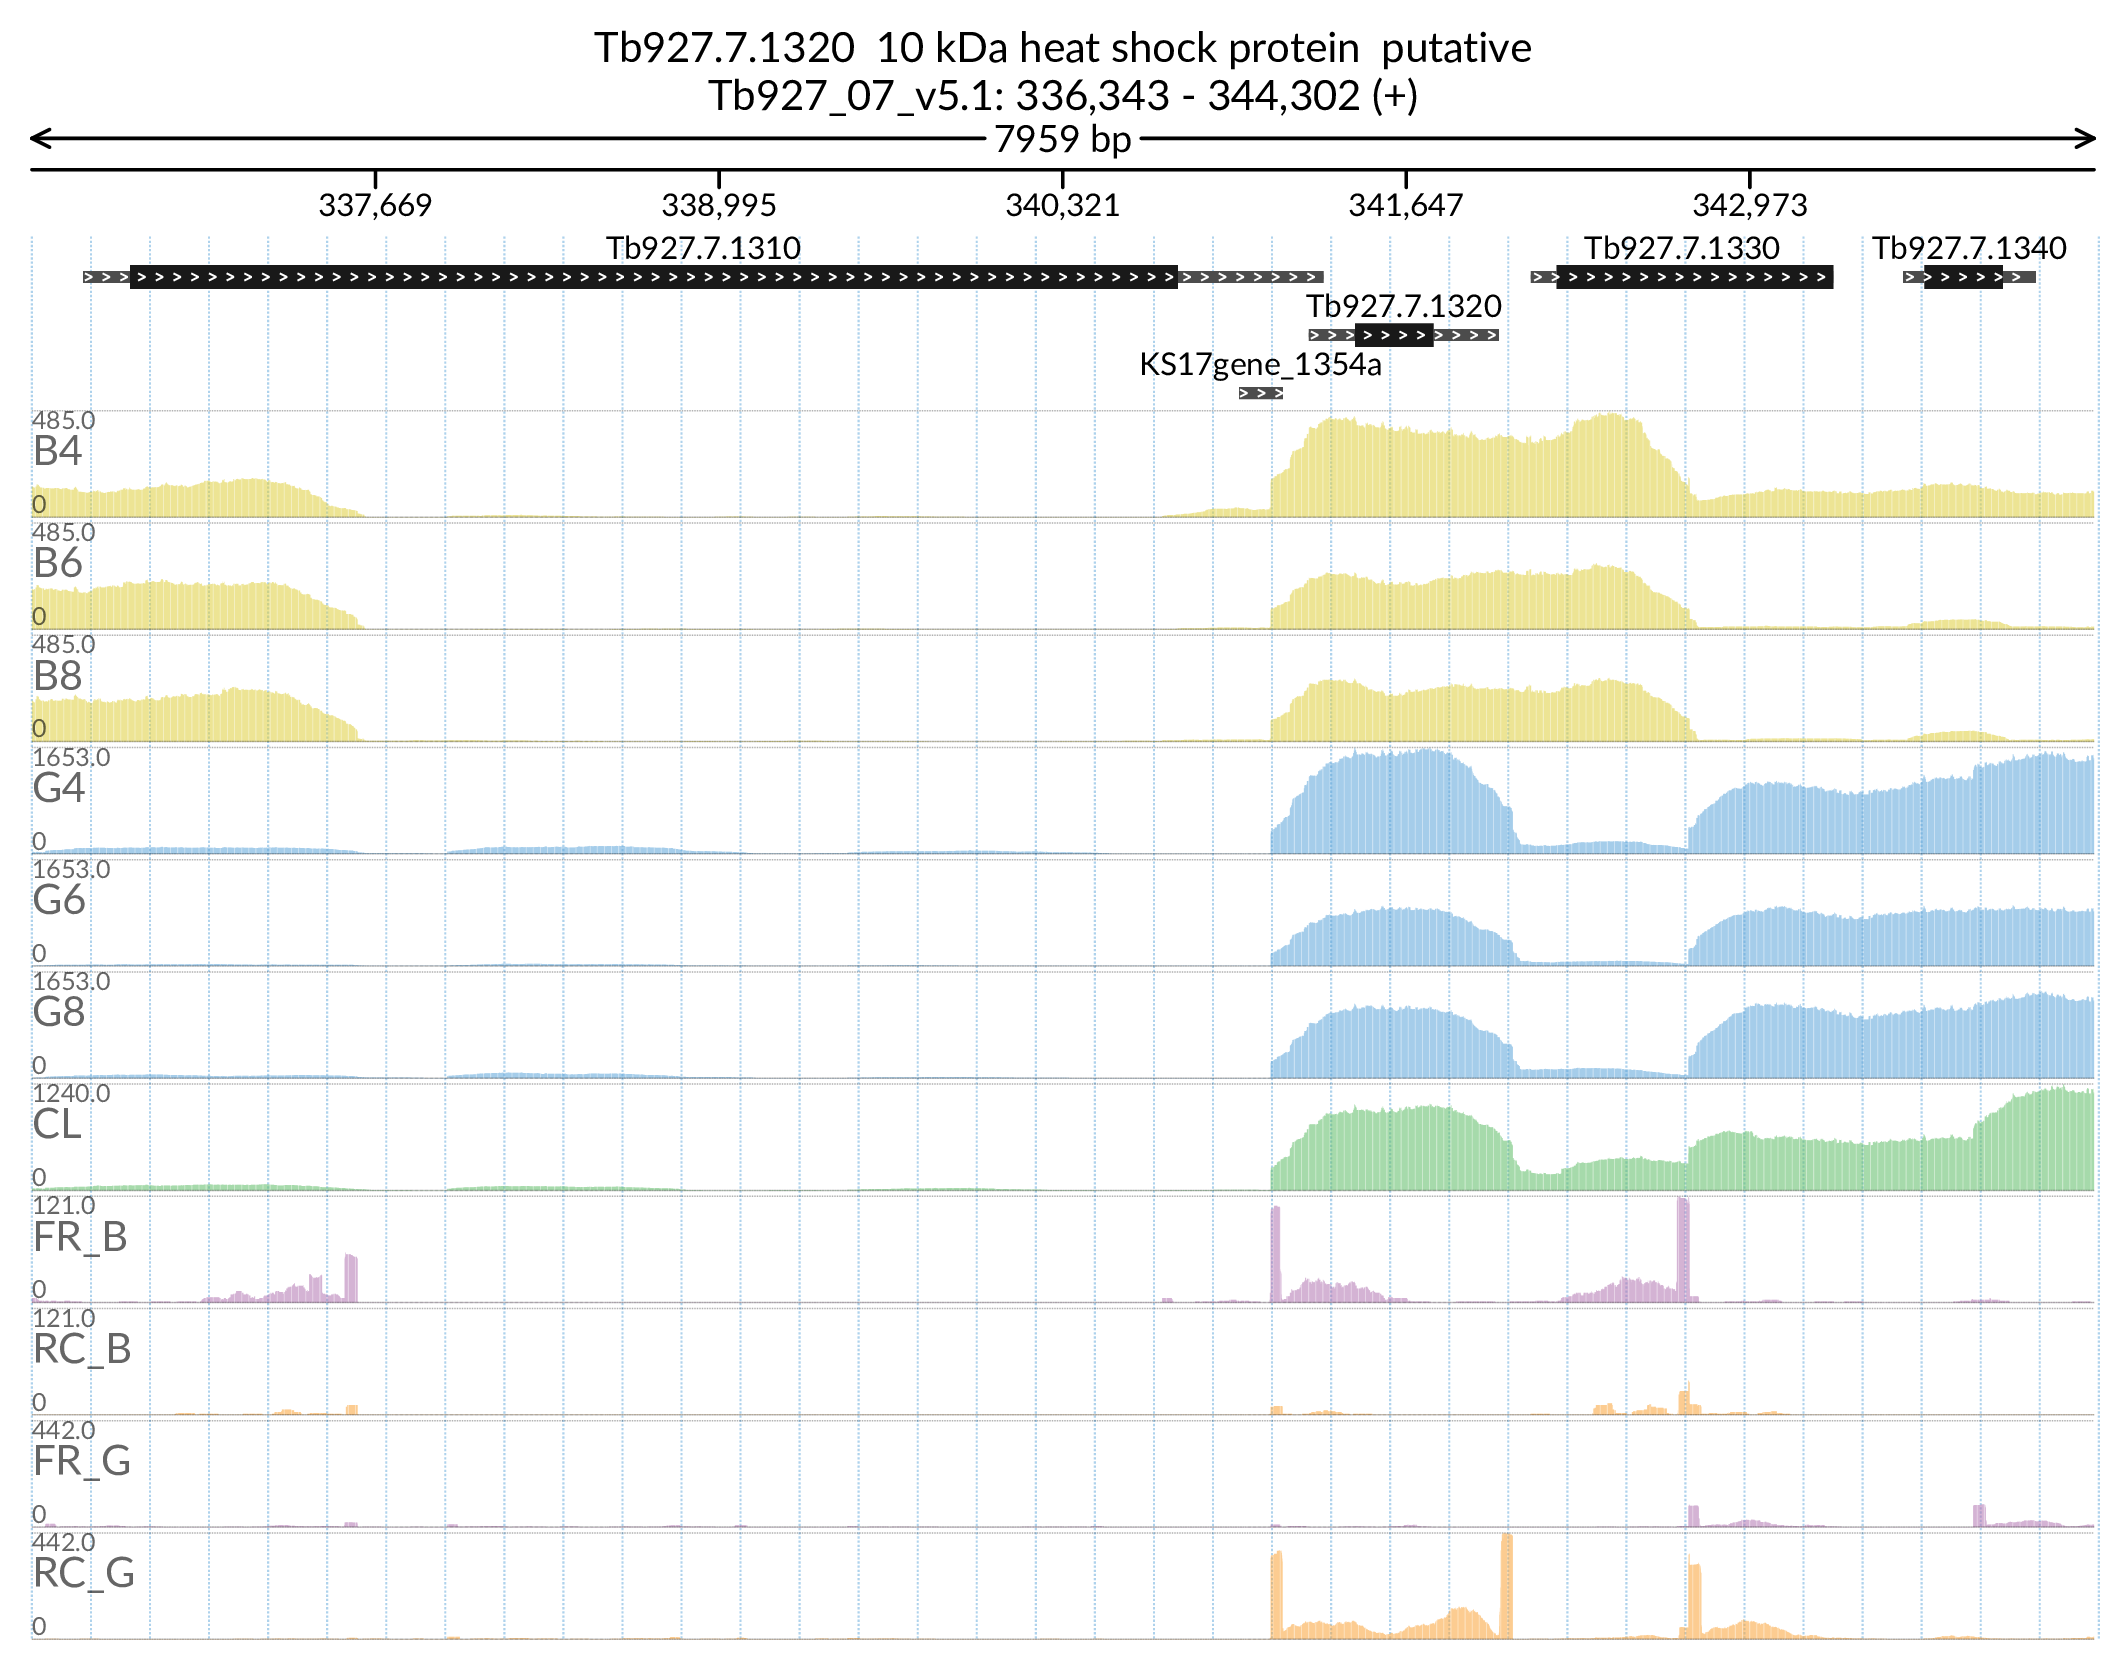 Tb927.7.1320  10 kDa heat shock protein  putative
Tb927_07_v5.1: 336,343 - 344,302 (+)
7959 bp
337,669 338,995 340,321 341,647 342,973
Tb927.7.1310 Tb927.7.1330 Tb927.7.1340
Tb927.7.1320
KS17gene_1354a
485.0
B4
0
485.0
B6
0
485.0
B8
0
1653.0
G4
0
1653.0
G6
0
1653.0
G8
0
1240.0
CL
0
121.0
FR_B
0
121.0
RC_B
0
442.0
FR_G
0
442.0
RC_G
0